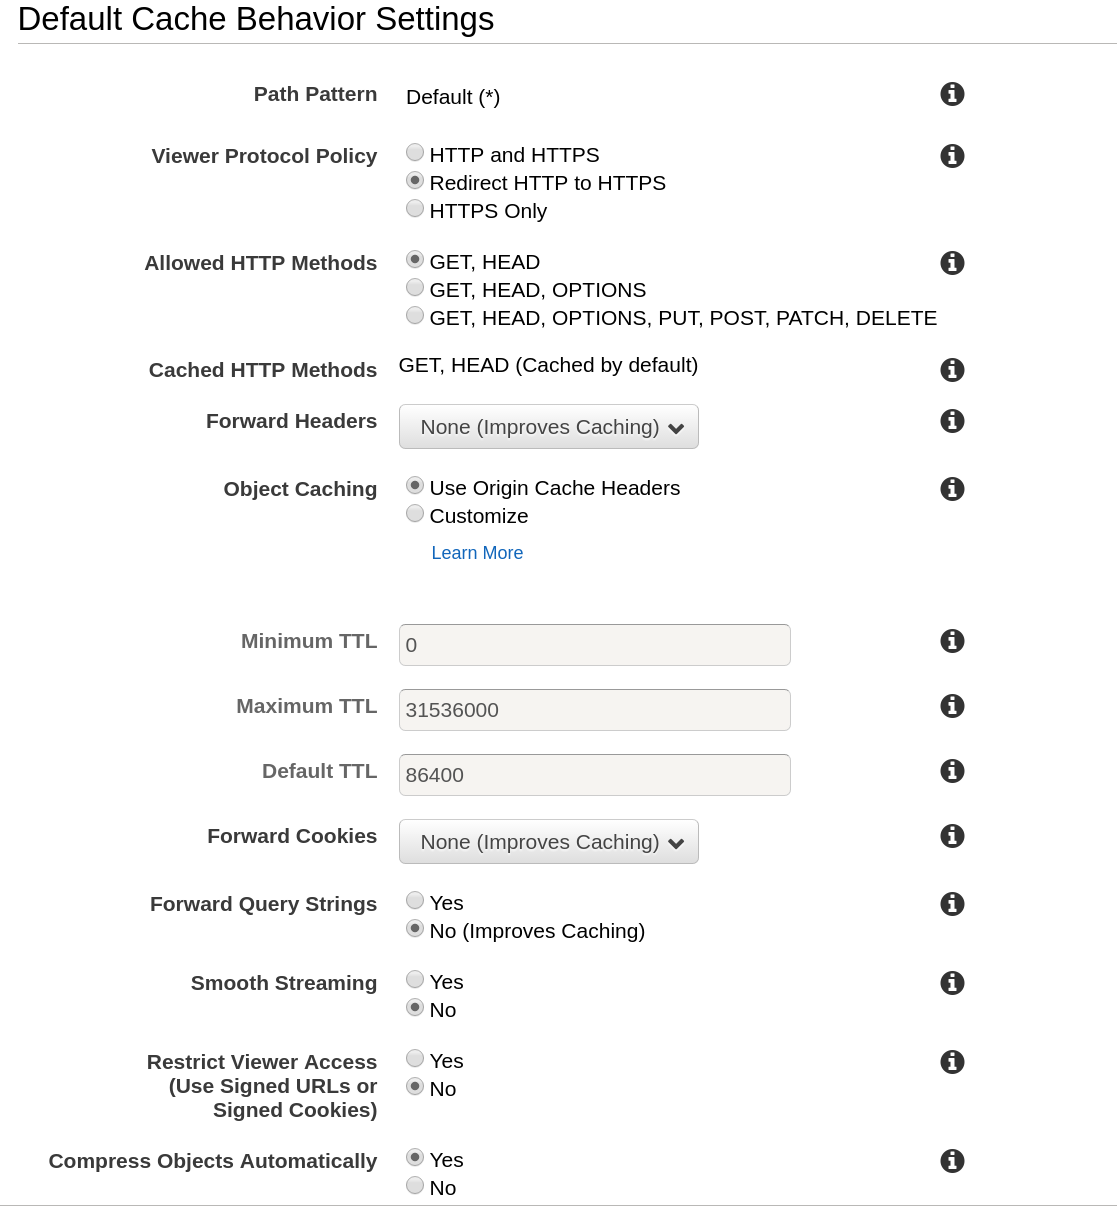 Default Cache Behavior Settings
Path Pattern Default (*)
Viewer Protocol Policy HTTP and HTTPS
Redirect HTTP to HTTPS
HTTPS Only
Allowed HTTP Methods GET, HEAD
GET, HEAD, OPTIONS
GET, HEAD, OPTIONS, PUT, POST, PATCH, DELETE
Cached HTTP Methods GET, HEAD (Cached by default)
Forward Headers None (Improves Caching)
Object Caching Use Origin Cache Headers
Customize
Learn More
Minimum TTL 0
Maximum TTL 31536000
Default TTL 86400
Forward Cookies None (Improves Caching)
Forward Query Strings Yes
No (Improves Caching)
Smooth Streaming Yes
No
Restrict Viewer Access Yes
(Use Signed URLs or No
Signed Cookies)
Compress Objects Automatically Yes
No